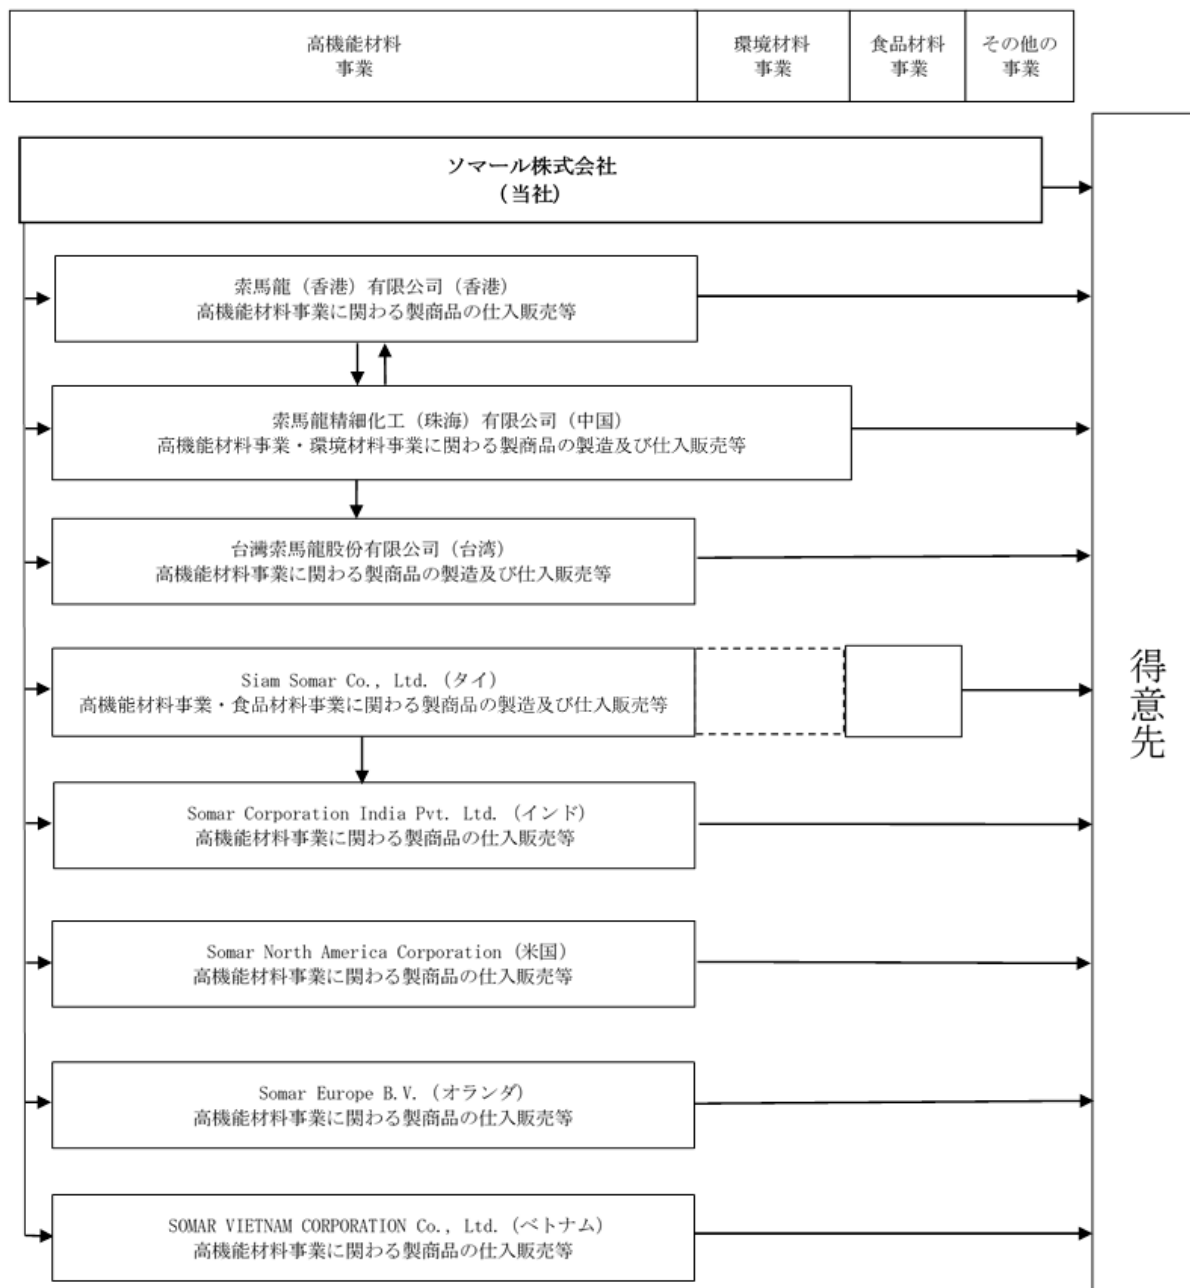 高機能材料
事業
環境材料
事業
食品材料
事業
その他の
事業
ソマール株式会社
(当社)
索馬龍（香港）有限公司（香港）
高機能材料事業に関わる製商品の仕入販売等
索馬龍精細化工（珠海）有限公司（中国）
高機能材料事業・環境材料事業に関わる製商品の製造及び仕入販売等
台灣索馬龍股份有限公司（台湾）
高機能材料事業に関わる製商品の製造及び仕入販売等
Siam Somar Co., Ltd.（タイ）
高機能材料事業・食品材料事業に関わる製商品の製造及び仕入販売等
Somar Corporation India Pvt. Ltd.（インド）
高機能材料事業に関わる製商品の仕入販売等
Somar North America Corporation（米国）
高機能材料事業に関わる製商品の仕入販売等
Somar Europe B.V.（オランダ）
高機能材料事業に関わる製商品の仕入販売等
SOMAR VIETNAM CORPORATION Co., Ltd.（ベトナム）
高機能材料事業に関わる製商品の仕入販売等
得意先